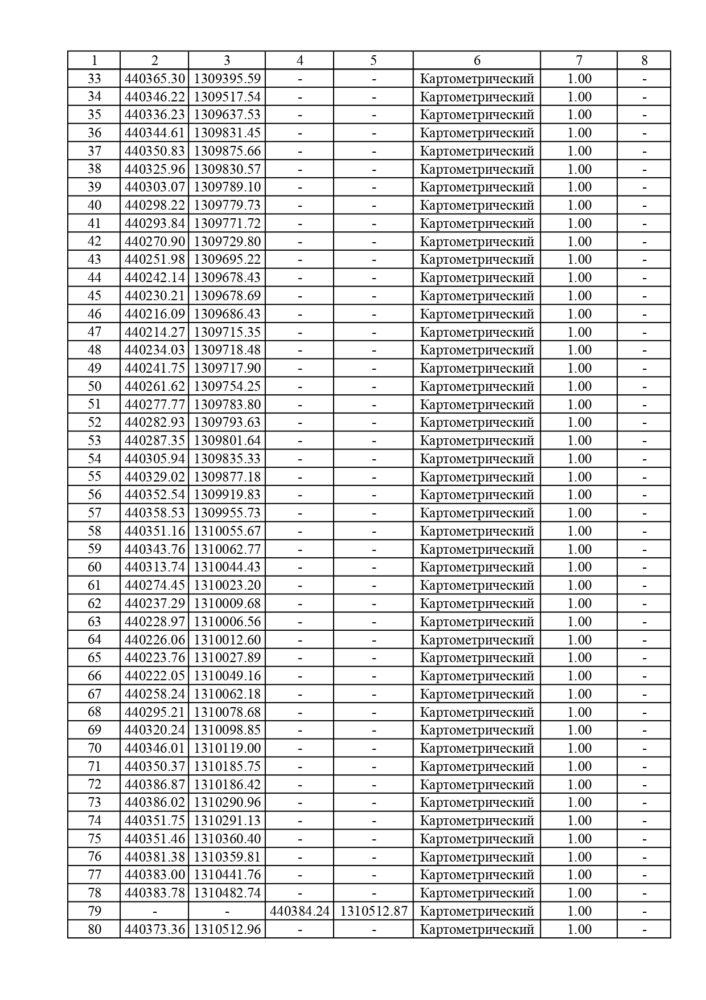 1 2 3 4 5 6 7 8
33 440365.30 1309395.59 - - Картометрический 1.00 -
34 440346.22 1309517.54 - - Картометрический 1.00 -
35 440336.23 1309637.53 - - Картометрический 1.00 -
36 440344.61 1309831.45 - - Картометрический 1.00 -
37 440350.83 1309875.66 - - Картометрический 1.00 -
38 440325.96 1309830.57 - - Картометрический 1.00 -
39 440303.07 1309789.10 - - Картометрический 1.00 -
40 440298.22 1309779.73 - - Картометрический 1.00 -
41 440293.84 1309771.72 - - Картометрический 1.00 -
42 440270.90 1309729.80 - - Картометрический 1.00 -
43 440251.98 1309695.22 - - Картометрический 1.00 -
44 440242.14 1309678.43 - - Картометрический 1.00 -
45 440230.21 1309678.69 - - Картометрический 1.00 -
46 440216.09 1309686.43 - - Картометрический 1.00 -
47 440214.27 1309715.35 - - Картометрический 1.00 -
48 440234.03 1309718.48 - - Картометрический 1.00 -
49 440241.75 1309717.90 - - Картометрический 1.00 -
50 440261.62 1309754.25 - - Картометрический 1.00 -
51 440277.77 1309783.80 - - Картометрический 1.00 -
52 440282.93 1309793.63 - - Картометрический 1.00 -
53 440287.35 1309801.64 - - Картометрический 1.00 -
54 440305.94 1309835.33 - - Картометрический 1.00 -
55 440329.02 1309877.18 - - Картометрический 1.00 -
56 440352.54 1309919.83 - - Картометрический 1.00 -
57 440358.53 1309955.73 - - Картометрический 1.00 -
58 440351.16 1310055.67 - - Картометрический 1.00 -
59 440343.76 1310062.77 - - Картометрический 1.00 -
60 440313.74 1310044.43 - - Картометрический 1.00 -
61 440274.45 1310023.20 - - Картометрический 1.00 -
62 440237.29 1310009.68 - - Картометрический 1.00 -
63 440228.97 1310006.56 - - Картометрический 1.00 -
64 440226.06 1310012.60 - - Картометрический 1.00 -
65 440223.76 1310027.89 - - Картометрический 1.00 -
66 440222.05 1310049.16 - - Картометрический 1.00 -
67 440258.24 1310062.18 - - Картометрический 1.00 -
68 440295.21 1310078.68 - - Картометрический 1.00 -
69 440320.24 1310098.85 - - Картометрический 1.00 -
70 440346.01 1310119.00 - - Картометрический 1.00 -
71 440350.37 1310185.75 - - Картометрический 1.00 -
72 440386.87 1310186.42 - - Картометрический 1.00 -
73 440386.02 1310290.96 - - Картометрический 1.00 -
74 440351.75 1310291.13 - - Картометрический 1.00 -
75 440351.46 1310360.40 - - Картометрический 1.00 -
76 440381.38 1310359.81 - - Картометрический 1.00 -
77 440383.00 1310441.76 - - Картометрический 1.00 -
78 440383.78 1310482.74 - - Картометрический 1.00 -
79 - - 440384.24 1310512.87 Картометрический 1.00 -
80 440373.36 1310512.96 - - Картометрический 1.00 -